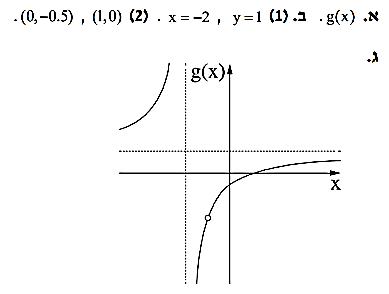 א. g(x). ב. (1) y=1 , x=−2 . (2) (1,0) , (0,−0.5).
ג.
g(x)
x